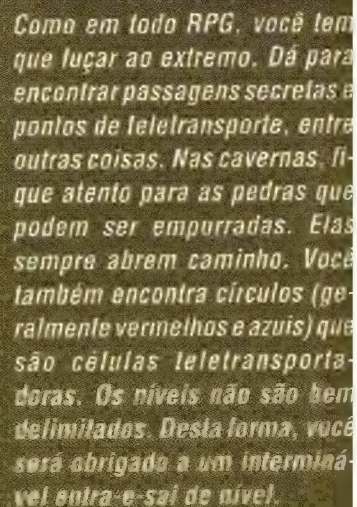 Como em todo RPG, você tem
que fuçar ao extremo. Dá para
encontrar passagens secretas e
pontos de teletransporte, entre
outras coisas. Nas cavernas, fi-
que atento para as pedras que
podem ser empurradas. Elas
sempre abrem caminho. Você
também encontra círculos (ge-
ralmente vermelhos e azuis) que
são células teletransporta-
doras. Os níveis não são bem
delimitados. Desta forma, você
será obrigado a um interminá-
vel entra-e-sai de nível.